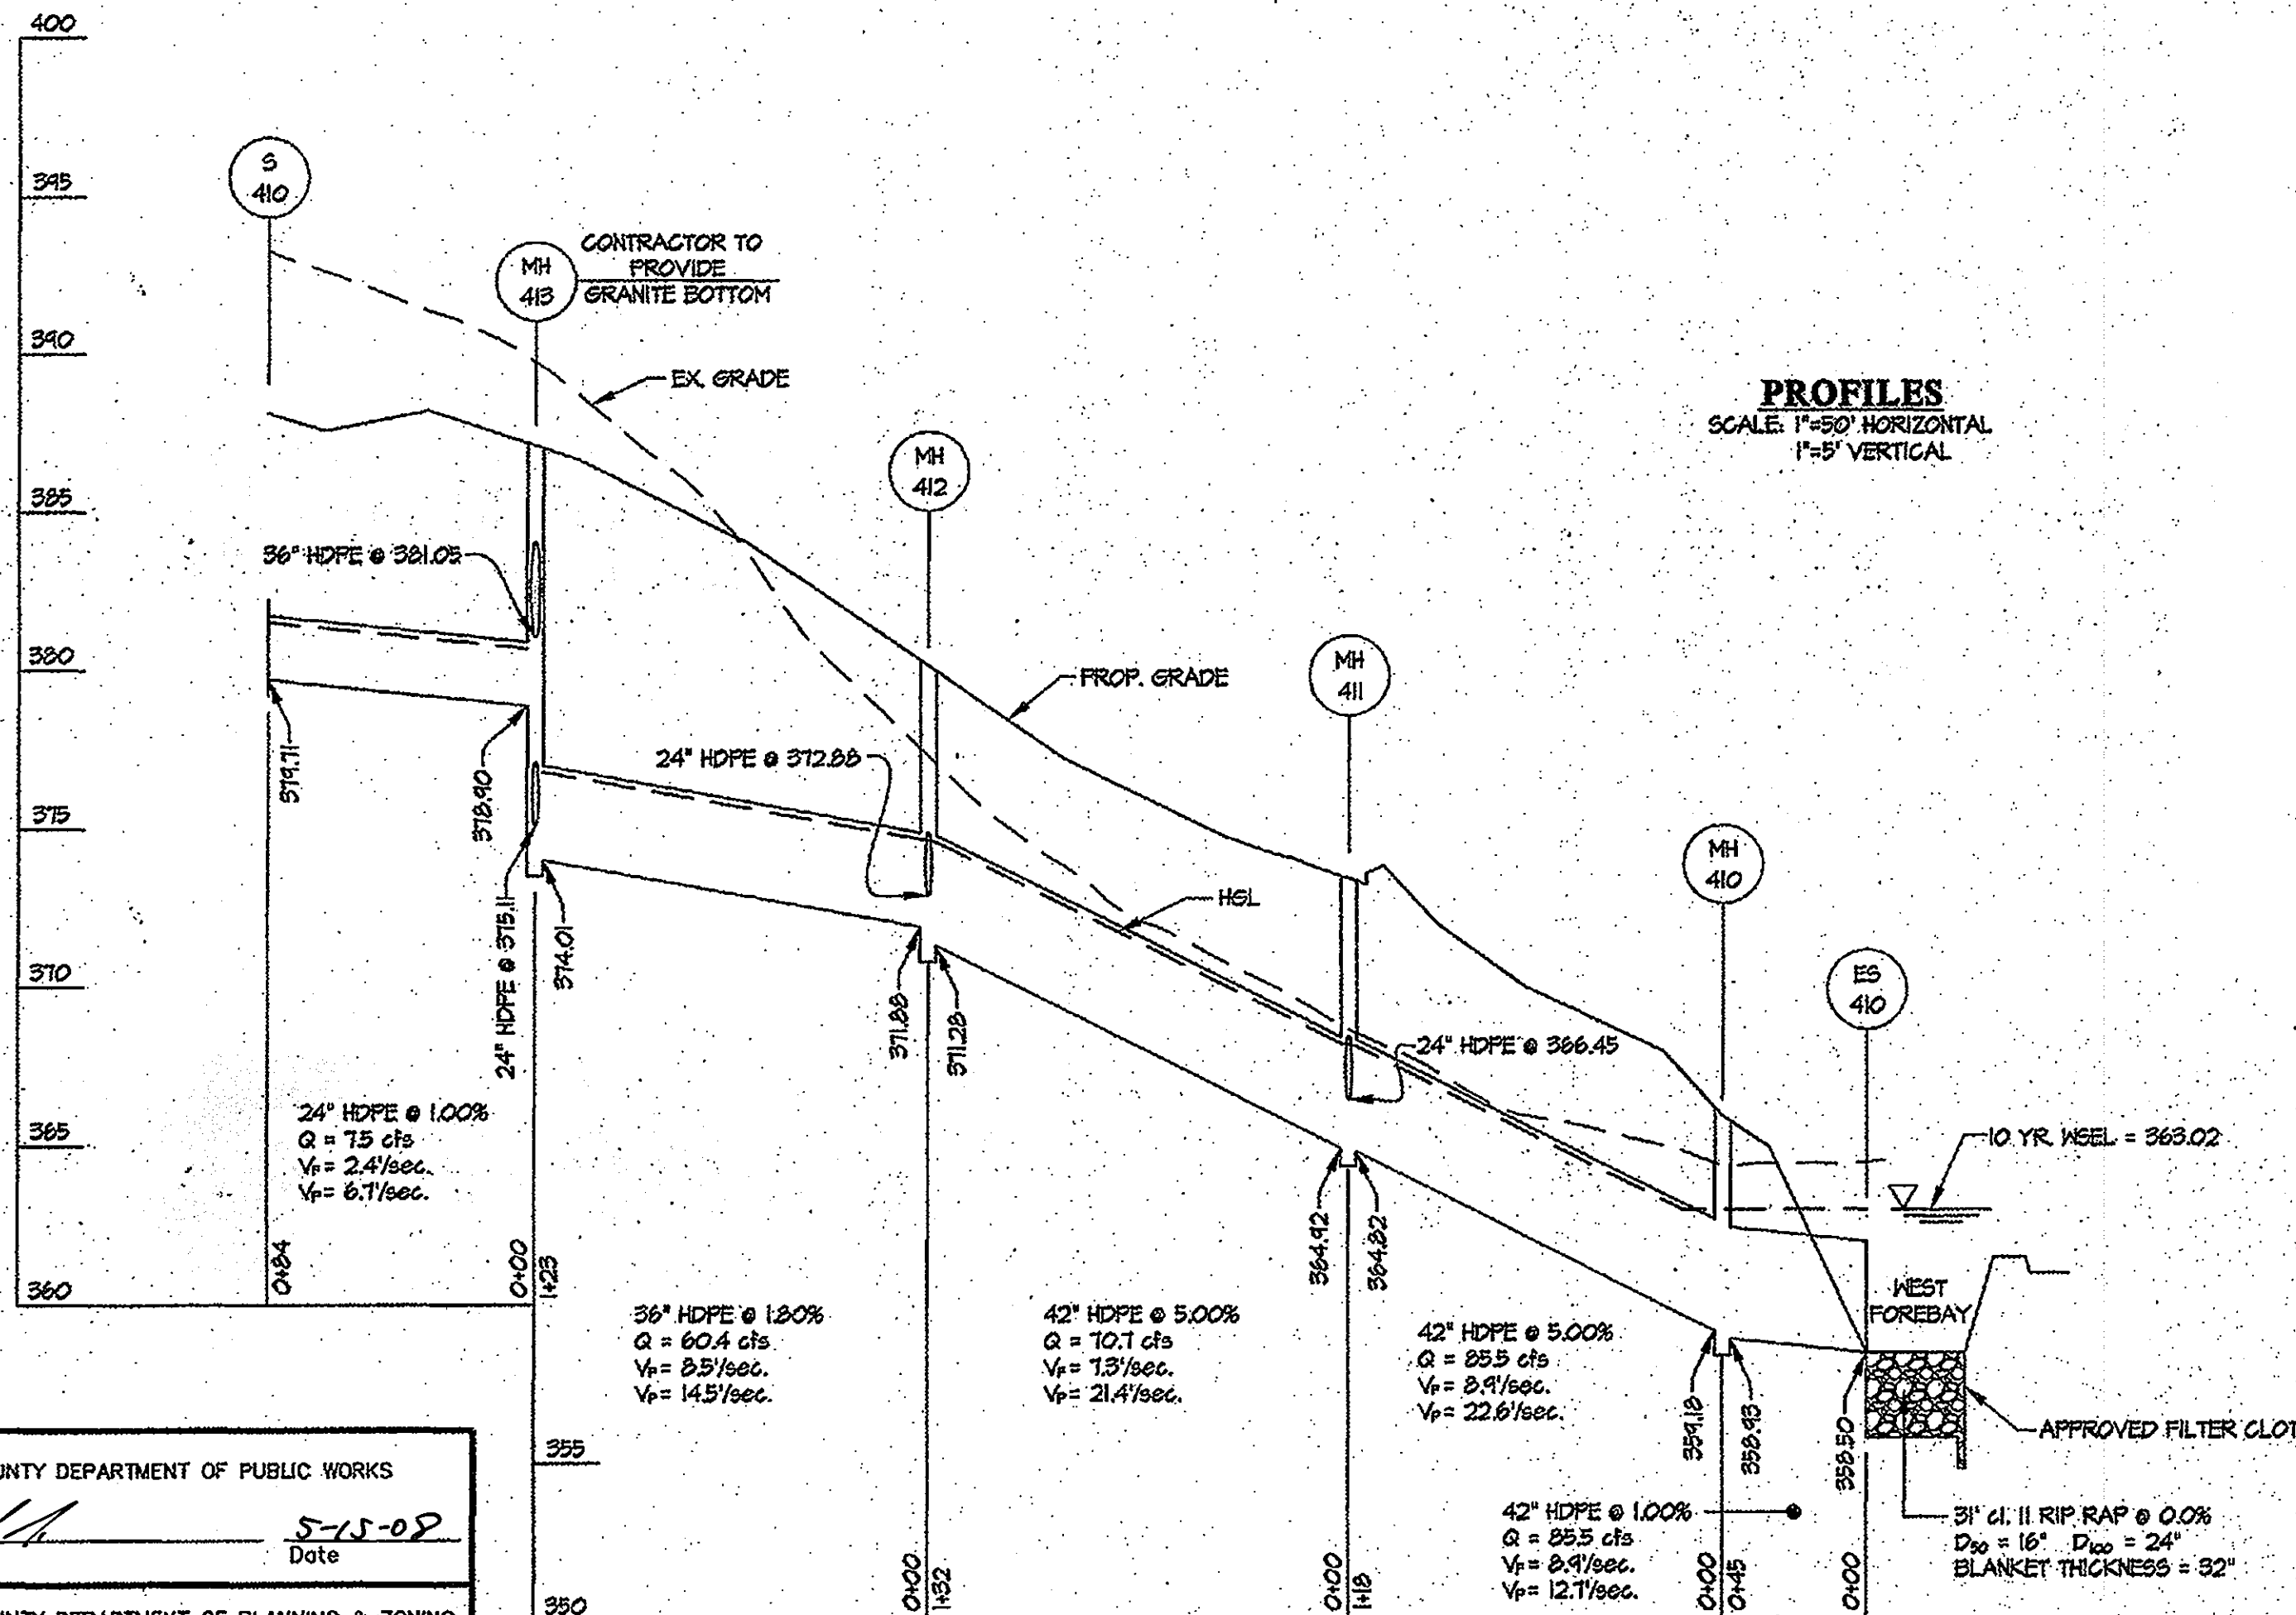 400
395
390
385
380
375
370
365
360
355
350
S
410
MH
413
CONTRACTOR TO
PROVIDE
GRANITE BOTTOM
EX. GRADE
MH
412
PROFILES
SCALE: 1"=50' HORIZONTAL
1"=5' VERTICAL
36" HDPE @ 381.05
PROP. GRADE
MH
411
24" HDPE @ 372.88
379.71
378.90
24" HDPE @ 375.11
374.01
HGL
MH
410
371.88
371.28
ES
410
24" HDPE @ 366.45
24" HDPE @ 1.00%
Q = 7.5 cfs
VF= 2.4'/sec.
VP= 6.7'/sec.
10 YR. WSEL = 363.02
364.92
364.82
0+84
0+00
1+23
WEST
FOREBAY
36" HDPE @ 1.80%
Q = 60.4 cfs
VF= 8.5'/sec.
VP= 14.5'/sec.
42" HDPE @ 5.00%
Q = 70.7 cfs
VF= 7.3'/sec.
VP= 21.4'/sec.
42" HDPE @ 5.00%
Q = 85.5 cfs
VF= 8.9'/sec.
VP= 22.6'/sec.
359.18
358.93
358.50
APPROVED FILTER CLOT
42" HDPE @ 1.00%
Q = 85.5 cfs
VF= 8.9'/sec.
VP= 12.7'/sec.
31' cl. II RIP RAP @ 0.0%
D50 = 16" D100 = 24"
BLANKET THICKNESS = 32"
0+00
1+32
0+00
1+18
0+00
0+45
0+00
UNTY DEPARTMENT OF PUBLIC WORKS
5-15-08
Date
UNTY DEPARTMENT OF PLANNING & ZONING